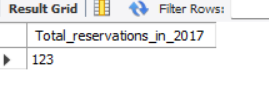 Result Grid Filter Rows:
Total_reservations_in_2017
123